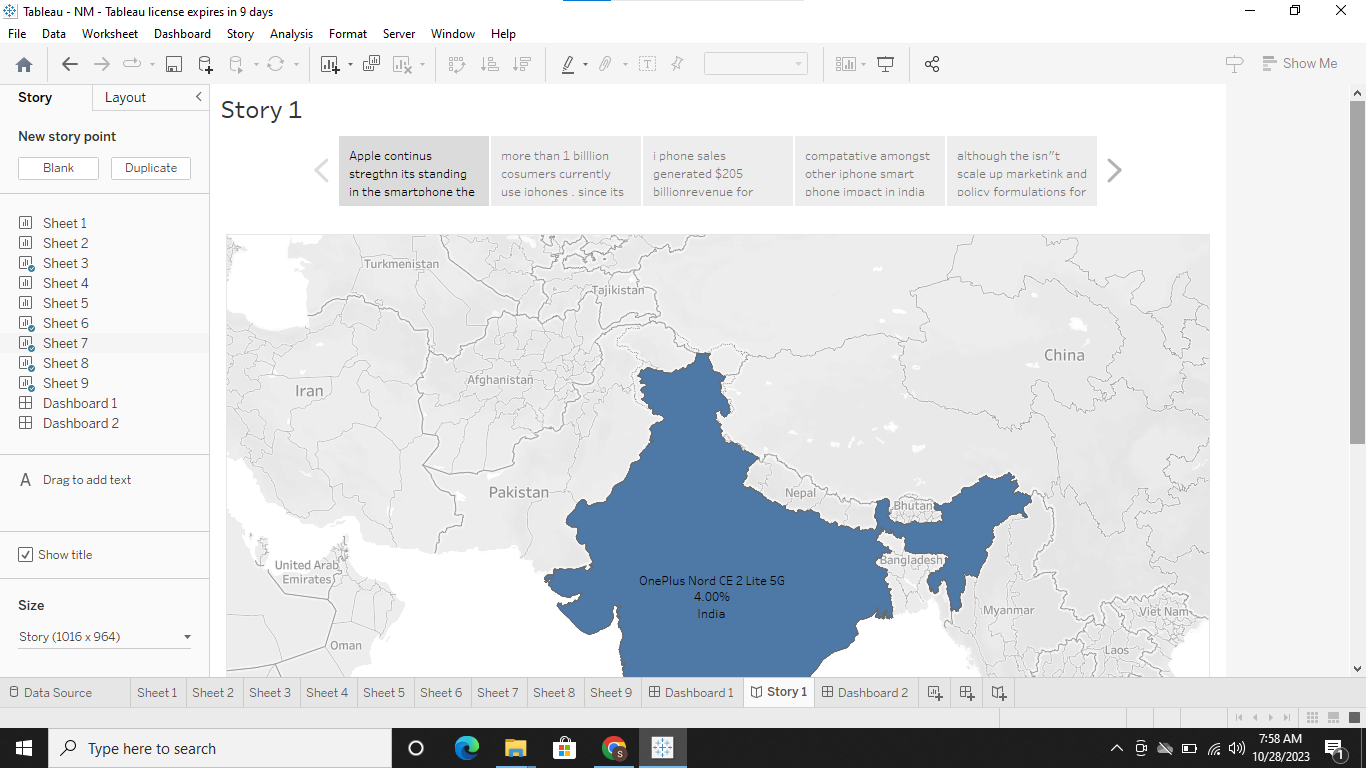 Tableau - NM - Tableau license expires in 9 days
File Data Worksheet Dashboard Story Analysis Format Server Window Help
Show Me
Story Layout
New story point
Blank Duplicate
Sheet 1
Sheet 2
Sheet 3
Sheet 4
Sheet 5
Sheet 6
Sheet 7
Sheet 8
Sheet 9
Dashboard 1
Dashboard 2
A Drag to add text
Show title
Size
Story (1016 x 964)
Story 1
Apple continus
stregthn its standing
in the smartphone the
more than 1 billlion
cosumers currently
use iphones . since its
i phone sales
generated $205
billionrevenue for
compatative amongst
other iphone smart
phone impact in india
although the isn"t
scale up marketink and
policy formulations for
Turkmenistan
Tajikistan
China
Afghanistan
Iran
Pakistan
Nepal
Bhutan
Bangladesh
United Arab
Emirates
OnePlus Nord CE 2 Lite 5G
4.00%
India
Myanmar
Viêt Nam
Oman
Laos
Data Source Sheet 1 Sheet 2 Sheet 3 Sheet 4 Sheet 5 Sheet 6 Sheet 7 Sheet 8 Sheet 9 Dashboard 1 Story 1 Dashboard 2
Type here to search
S
7:58 AM
10/28/2023
1